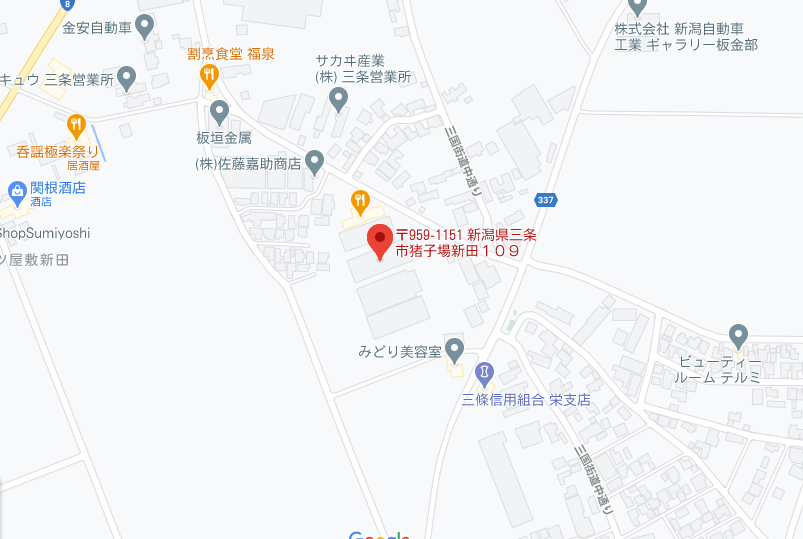 8
金安自動車
株式会社 新潟自動車
工業 ギャラリー板金部
割烹食堂 福泉
サカヰ産業
(株) 三条営業所
キュウ 三条営業所
板垣金属
呑謡極楽祭り
居酒屋
(株)佐藤嘉助商店
三国街道中通り
関根酒店
酒店
337
ShopSumiyoshi
〒959-1151 新潟県三条
市猪子場新田１０９
ツ屋敷新田
みどり美容室
ビューティー
ルーム テルミ
三條信用組合 栄支店
三国街道中通り
Google